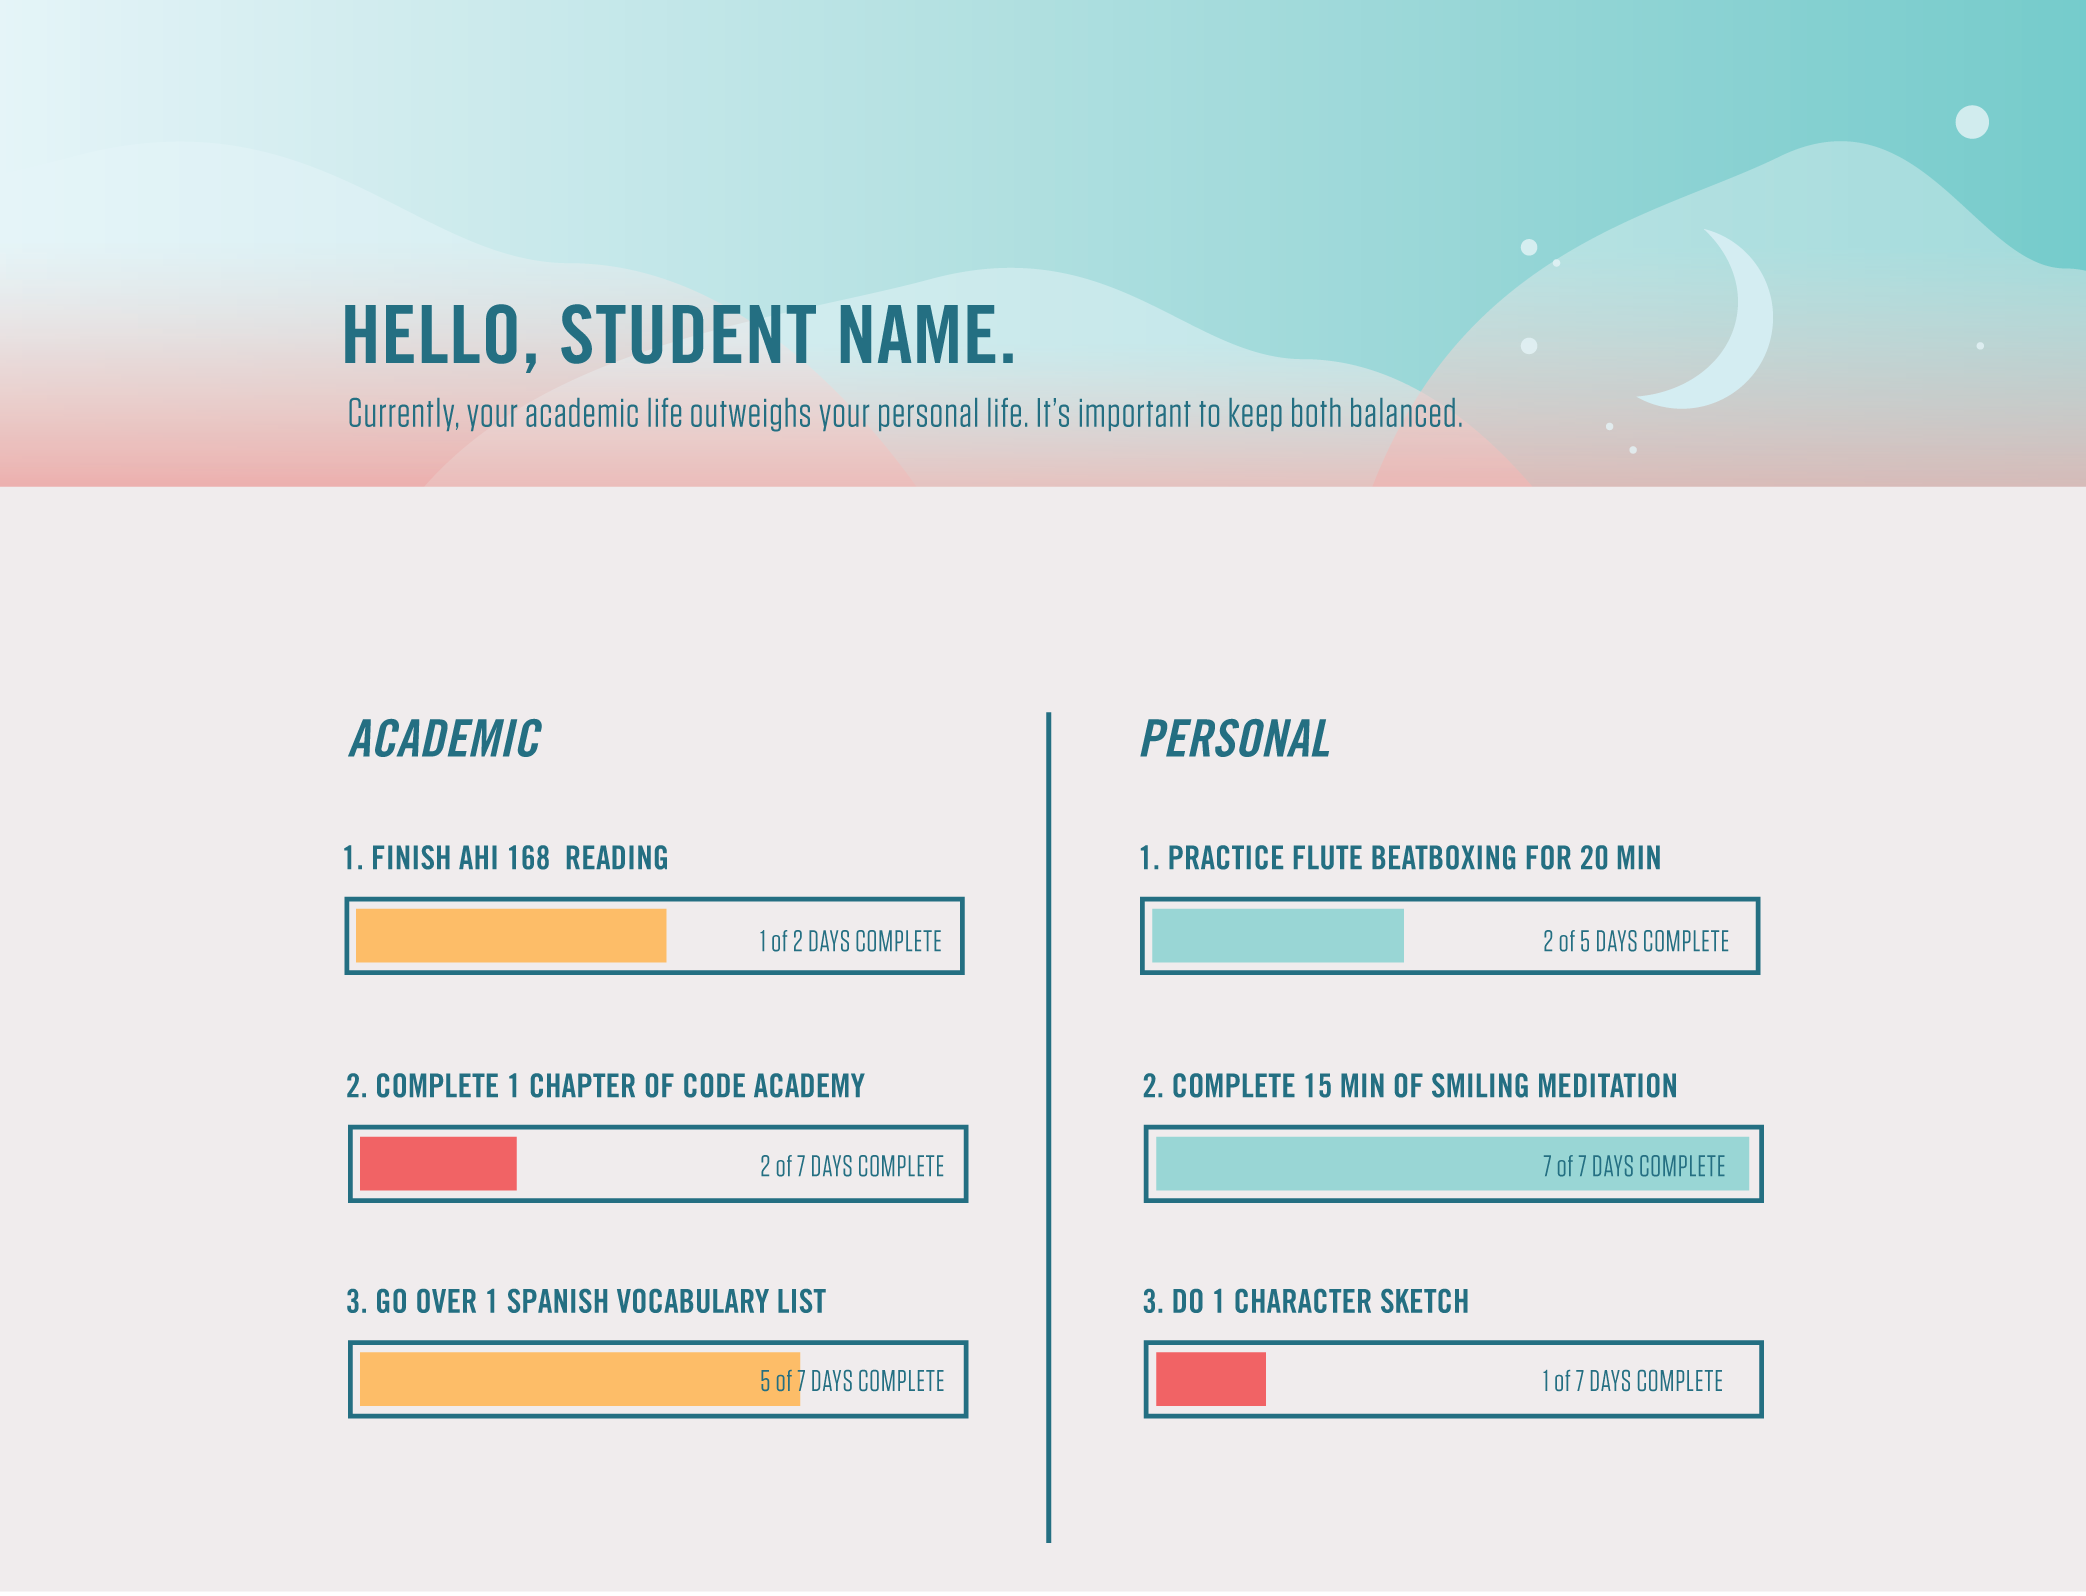 HELLO, STUDENT NAME.
Currently, your academic life outweighs your personal life. It's important to keep both balanced.
ACADEMIC
1. FINISH AHI 168  READING
1 of 2 DAYS COMPLETE
2. COMPLETE 1 CHAPTER OF CODE ACADEMY
2 of 7 DAYS COMPLETE
3. GO OVER 1 SPANISH VOCABULARY LIST
5 of 7 DAYS COMPLETE
PERSONAL
1. PRACTICE FLUTE BEATBOXING FOR 20 MIN
2 of 5 DAYS COMPLETE
2. COMPLETE 15 MIN OF SMILING MEDITATION
7 of 7 DAYS COMPLETE
3. DO 1 CHARACTER SKETCH
1 of 7 DAYS COMPLETE